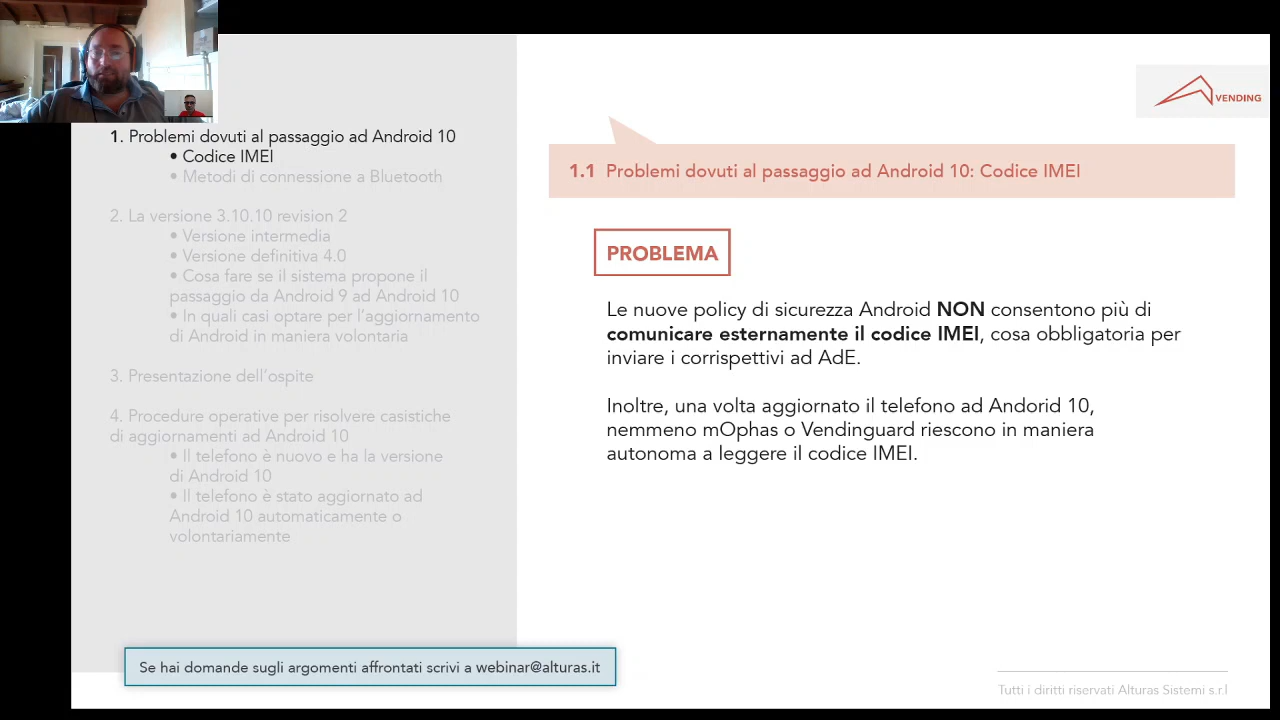 1. Problemi dovuti al passaggio ad Android 10
• Codice IMEI
• Metodi di connessione a Bluetooth
2. La versione 3.10.10 revision 2
• Versione intermedia
• Versione definitiva 4.0
• Cosa fare se il sistema propone il
passaggio da Android 9 ad Android 10
• In quali casi optare per l'aggiornamento
di Android in maniera volontaria
3. Presentazione dell'ospite
4. Procedure operative per risolvere casistiche
di aggiornamenti ad Android 10
• Il telefono è nuovo e ha la versione
di Android 10
• Il telefono è stato aggiornato ad
Android 10 automaticamente o
volontariamente
Se hai domande sugli argomenti affrontati scrivi a webinar@alturas.it
VENDING
1.1 Problemi dovuti al passaggio ad Android 10: Codice IMEI
PROBLEMA
Le nuove policy di sicurezza Android NON consentono più di
comunicare esternamente il codice IMEI, cosa obbligatoria per
inviare i corrispettivi ad AdE.
Inoltre, una volta aggiornato il telefono ad Andorid 10,
nemmeno mOphas o Vendinguard riescono in maniera
autonoma a leggere il codice IMEI.
Tutti i diritti riservati Alturas Sistemi s.r.l